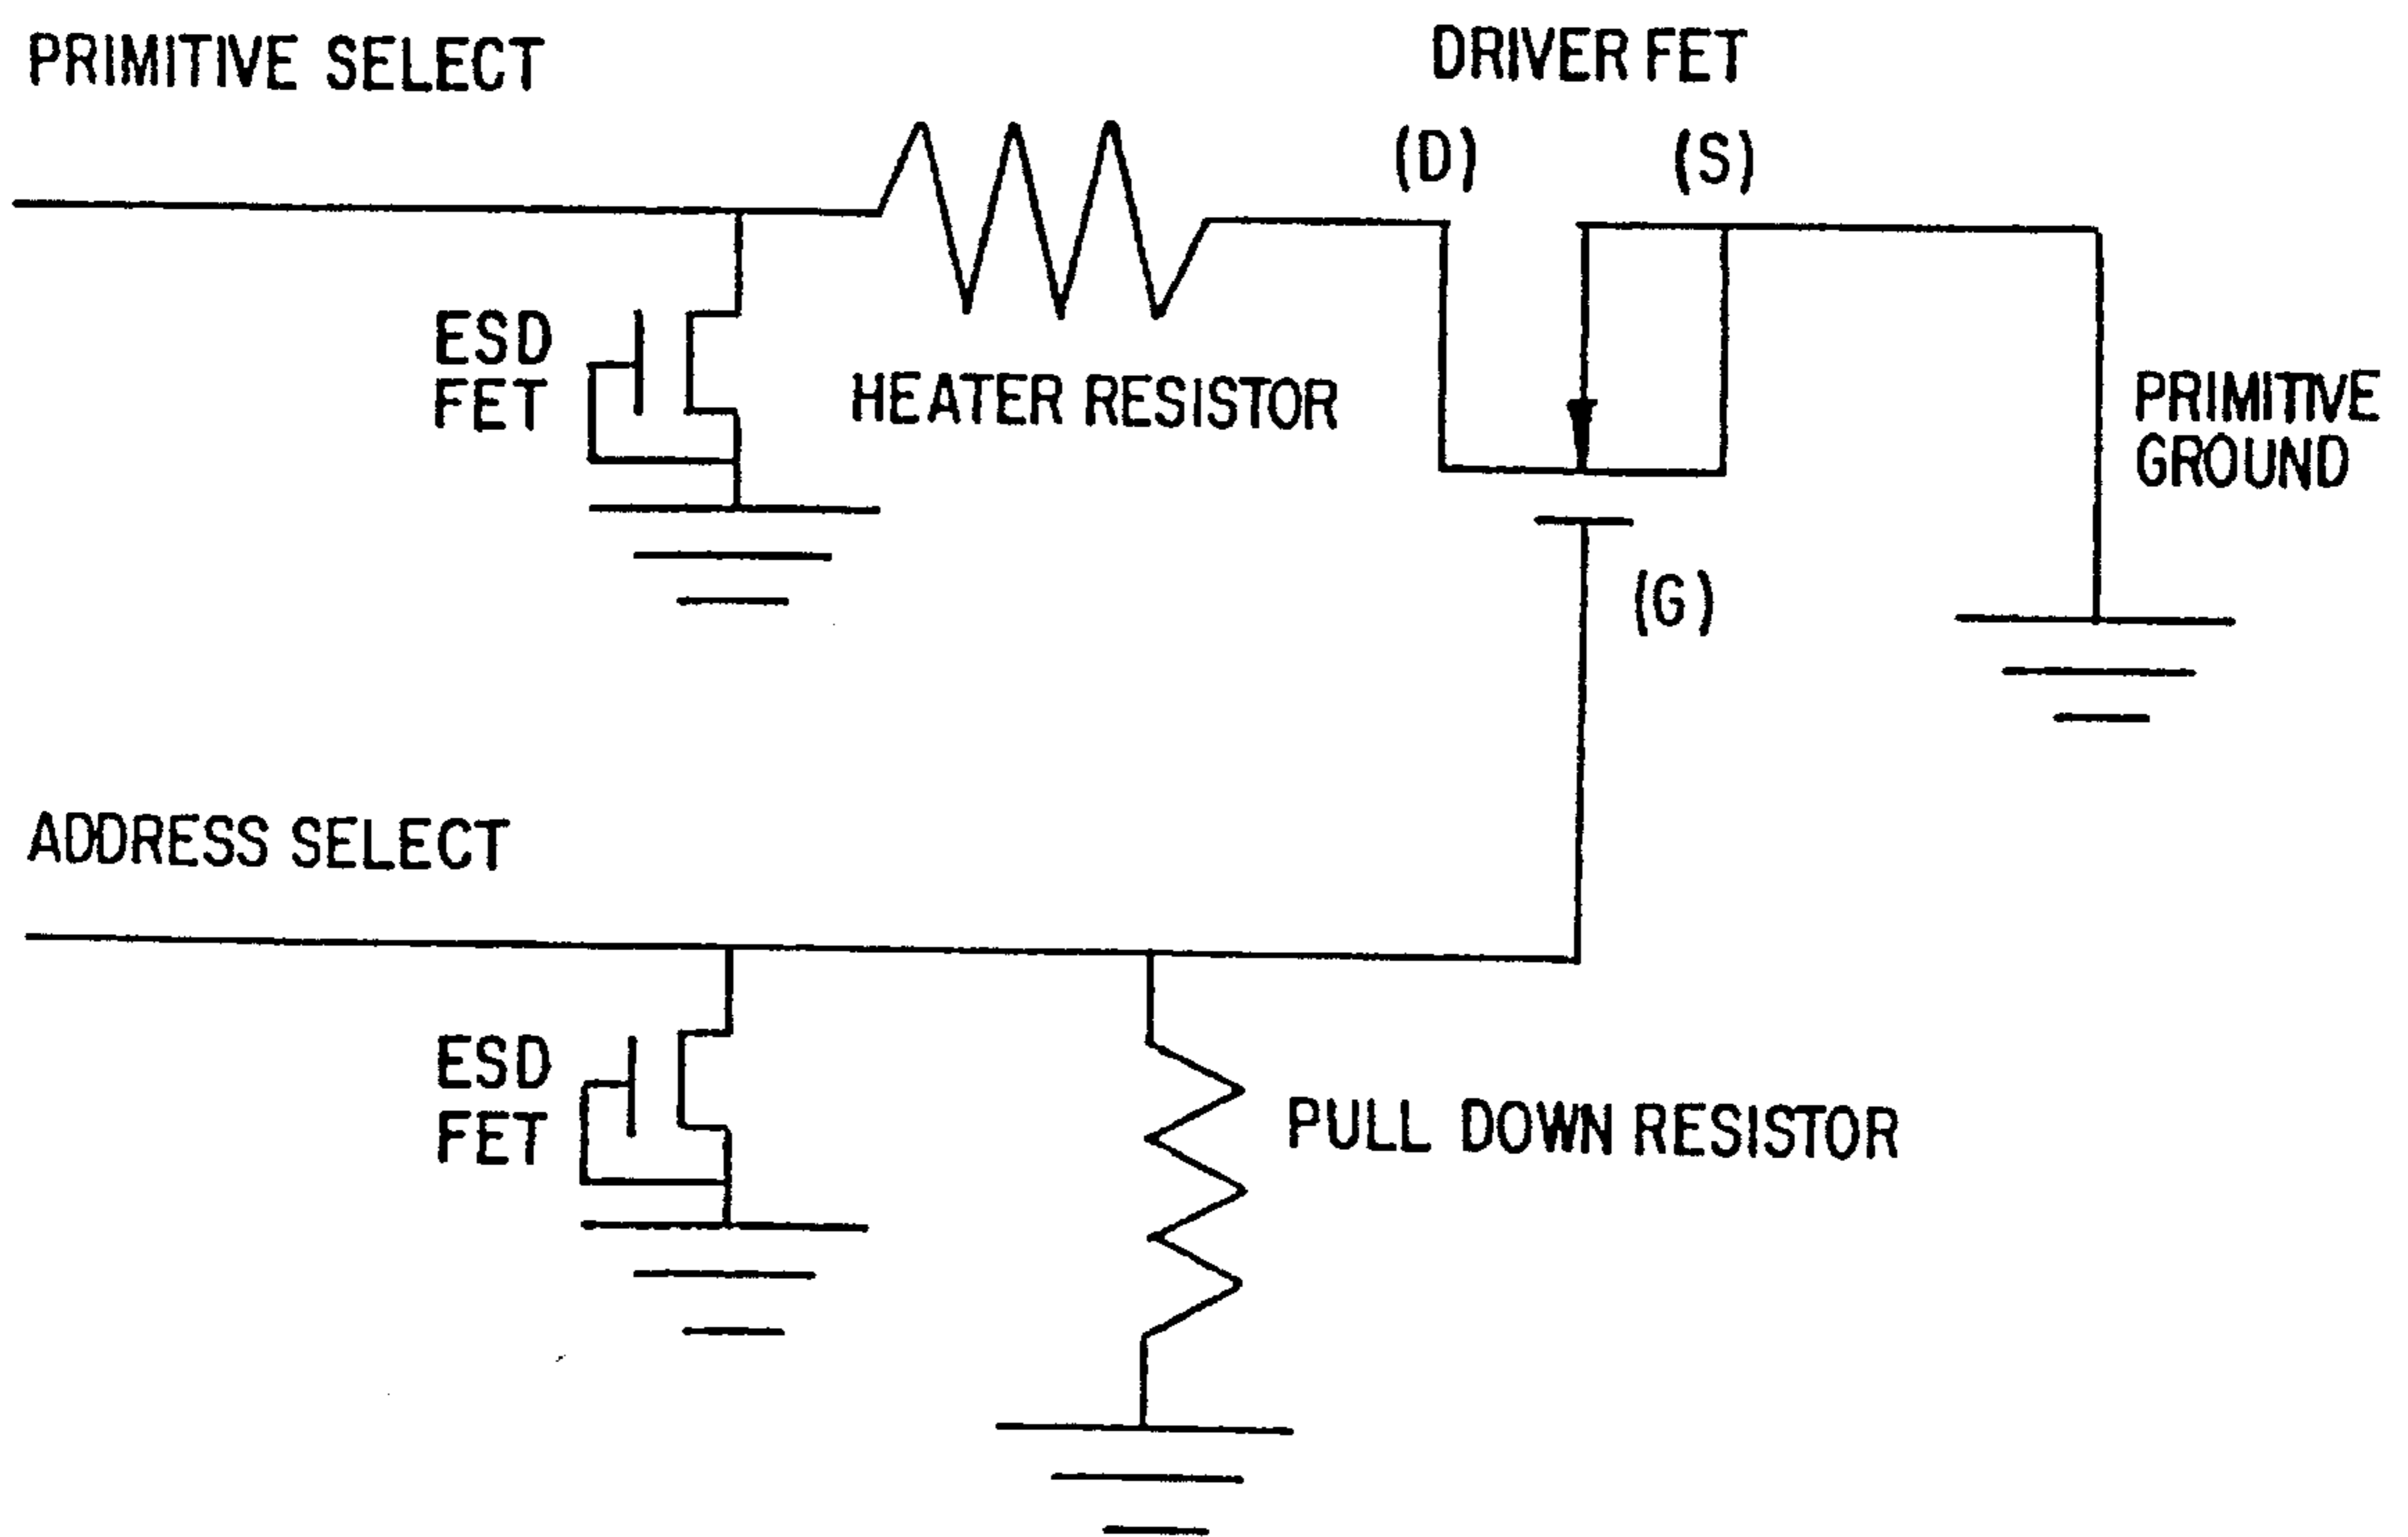 PRIMITIVE SELECT
DRIVER FET
(D)
(S)
ESD
FET
HEATER RESISTOR
PRIMITIVE
GROUND
(G)
ADDRESS SELECT
ESD
FET
PULL DOWN RESISTOR